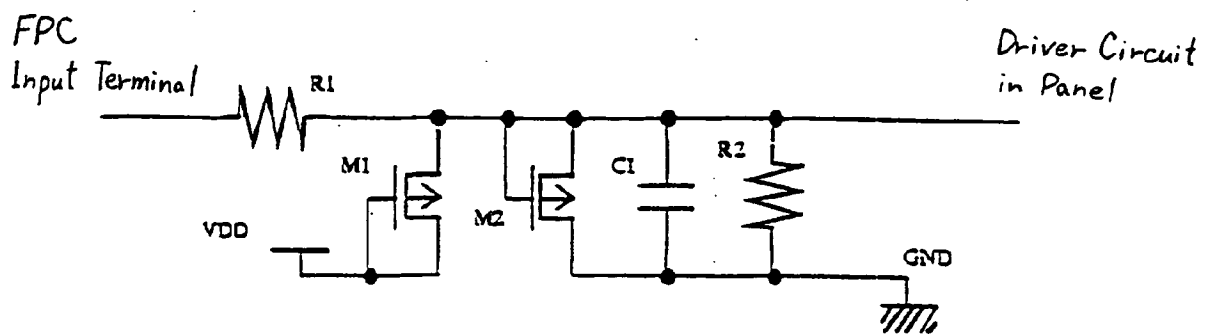 FPC
Input Terminal
R1
Driver Circuit
in Panel
M1
M2
C1
R2
VDD
GND